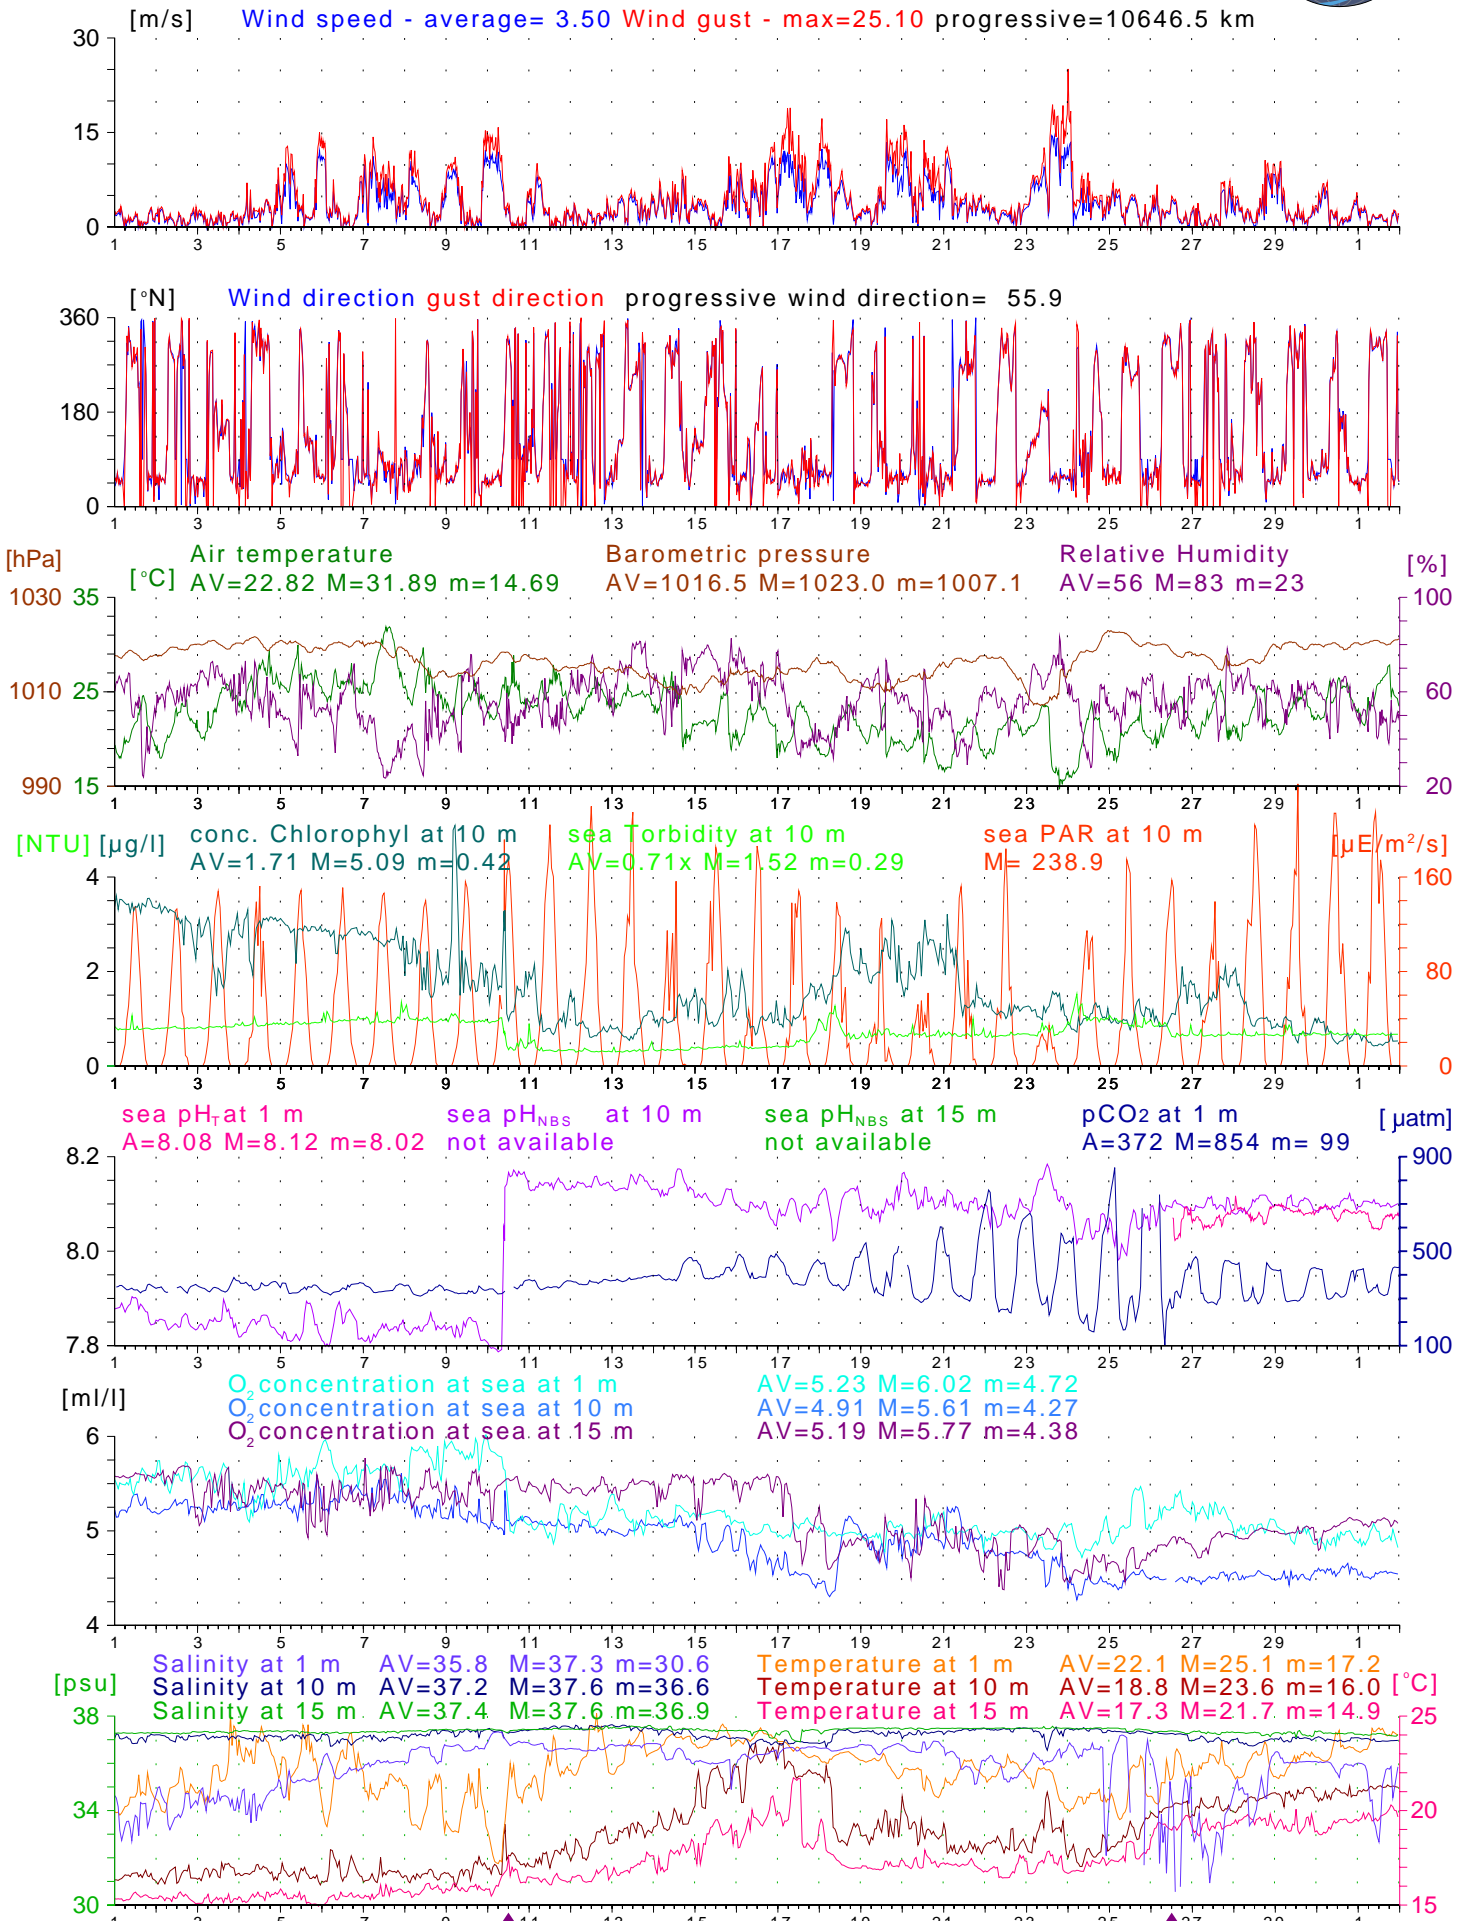 [m/s] Wind speed - average= 3.50 Wind gust - max=25.10 progressive=10646.5 km
30
15
0
1 3 5 7 9 11 13 15 17 19 21 23 25 27 29 1
[°N] Wind direction gust direction progressive wind direction= 55.9
360
180
0
1 3 5 7 9 11 13 15 17 19 21 23 25 27 29 1
[hPa] Air temperature Barometric pressure Relative Humidity [%]
[°C] AV=22.82 M=31.89 m=14.69 AV=1016.5 M=1023.0 m=1007.1 AV=56 M=83 m=23
1030 35 100
1010 25 60
990 15 20
1 3 5 7 9 11 13 15 17 19 21 23 25 27 29 1
[NTU] [µg/l] conc. Chlorophyl at 10 m sea Torbidity at 10 m sea PAR at 10 m [µE/m²/s]
AV=1.71 M=5.09 m=0.42 AV=0.71x M=1.52 m=0.29 M= 238.9
4 160
2 80
0 0
1 3 5 7 9 11 13 15 17 19 21 23 25 27 29 1
sea pHT at 1 m sea pHNBS at 10 m sea pHNBS at 15 m pCO2 at 1 m [µatm]
A=8.08 M=8.12 m=8.02 not available not available A=372 M=854 m= 99
8.2 900
8.0 500
7.8 100
1 3 5 7 9 11 13 15 17 19 21 23 25 27 29 1
O2 concentration at sea at 1 m AV=5.23 M=6.02 m=4.72
[ml/l] O2 concentration at sea at 10 m AV=4.91 M=5.61 m=4.27
O2 concentration at sea at 15 m AV=5.19 M=5.77 m=4.38
6
5
4
1 3 5 7 9 11 13 15 17 19 21 23 25 27 29 1
Salinity at 1 m AV=35.8 M=37.3 m=30.6 Temperature at 1 m AV=22.1 M=25.1 m=17.2
[psu] Salinity at 10 m AV=37.2 M=37.6 m=36.6 Temperature at 10 m AV=18.8 M=23.6 m=16.0 [°C]
Salinity at 15 m AV=37.4 M=37.6 m=36.9 Temperature at 15 m AV=17.3 M=21.7 m=14.9
38 25
34 20
30 15
1 3 5 7 9 11 13 15 17 19 21 23 25 27 29 1